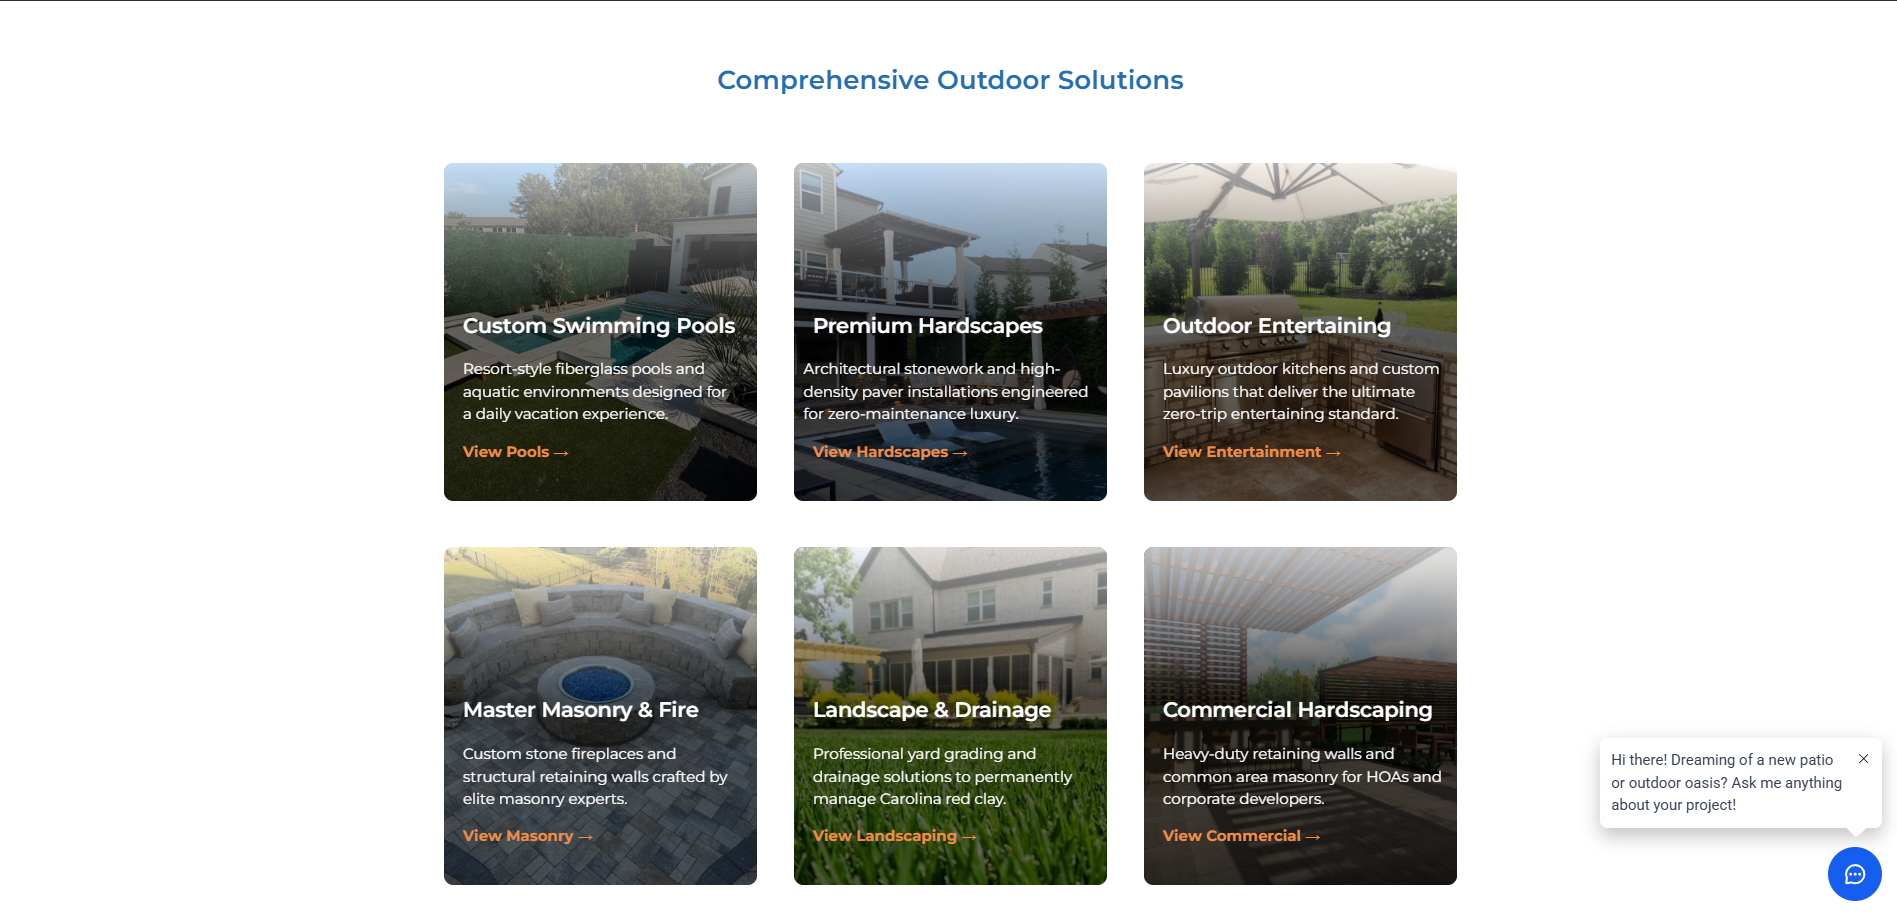 Comprehensive Outdoor Solutions
Custom Swimming Pools
Resort-style fiberglass pools and
aquatic environments designed for
a daily vacation experience.
View Pools →
Premium Hardscapes
Architectural stonework and high-
density paver installations engineered
for zero-maintenance luxury.
View Hardscapes →
Outdoor Entertaining
Luxury outdoor kitchens and custom
pavilions that deliver the ultimate
zero-trip entertaining standard.
View Entertainment →
Master Masonry & Fire
Custom stone fireplaces and
structural retaining walls crafted by
elite masonry experts.
View Masonry →
Landscape & Drainage
Professional yard grading and
drainage solutions to permanently
manage Carolina red clay.
View Landscaping →
Commercial Hardscaping
Heavy-duty retaining walls and
common area masonry for HOAs and
corporate developers.
View Commercial →
Hi there! Dreaming of a new patio
or outdoor oasis? Ask me anything
about your project!